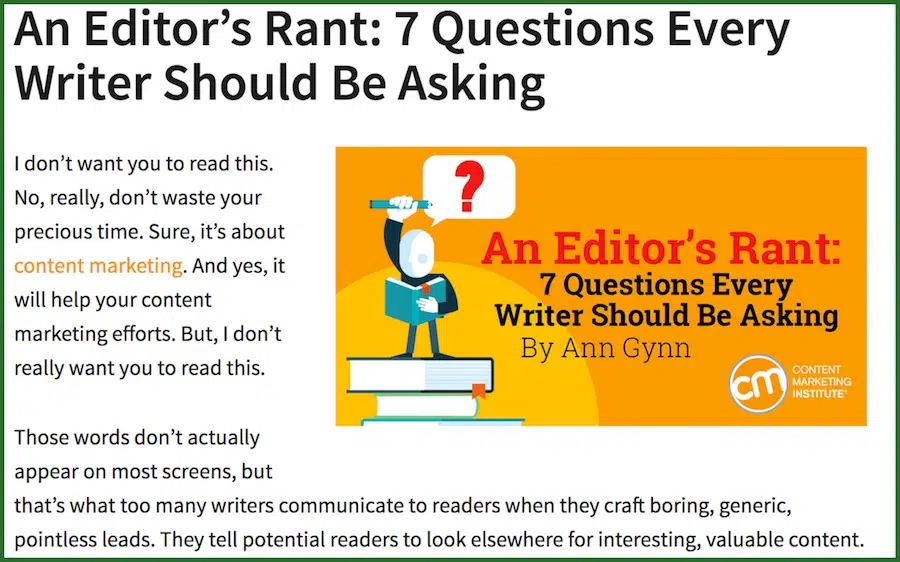 An Editor’s Rant: 7 Questions Every
Writer Should Be Asking
I don’t want you to read this.
No, really, don’t waste your
precious time. Sure, it’s about
content marketing. And yes, it
will help your content
marketing efforts. But, I don’t
really want you to read this.
?
An Editor’s Rant:
7 Questions Every
Writer Should Be Asking
By Ann Gynn
cm
CONTENT
MARKETING
INSTITUTE®
Those words don’t actually
appear on most screens, but
that’s what too many writers communicate to readers when they craft boring, generic,
pointless leads. They tell potential readers to look elsewhere for interesting, valuable content.